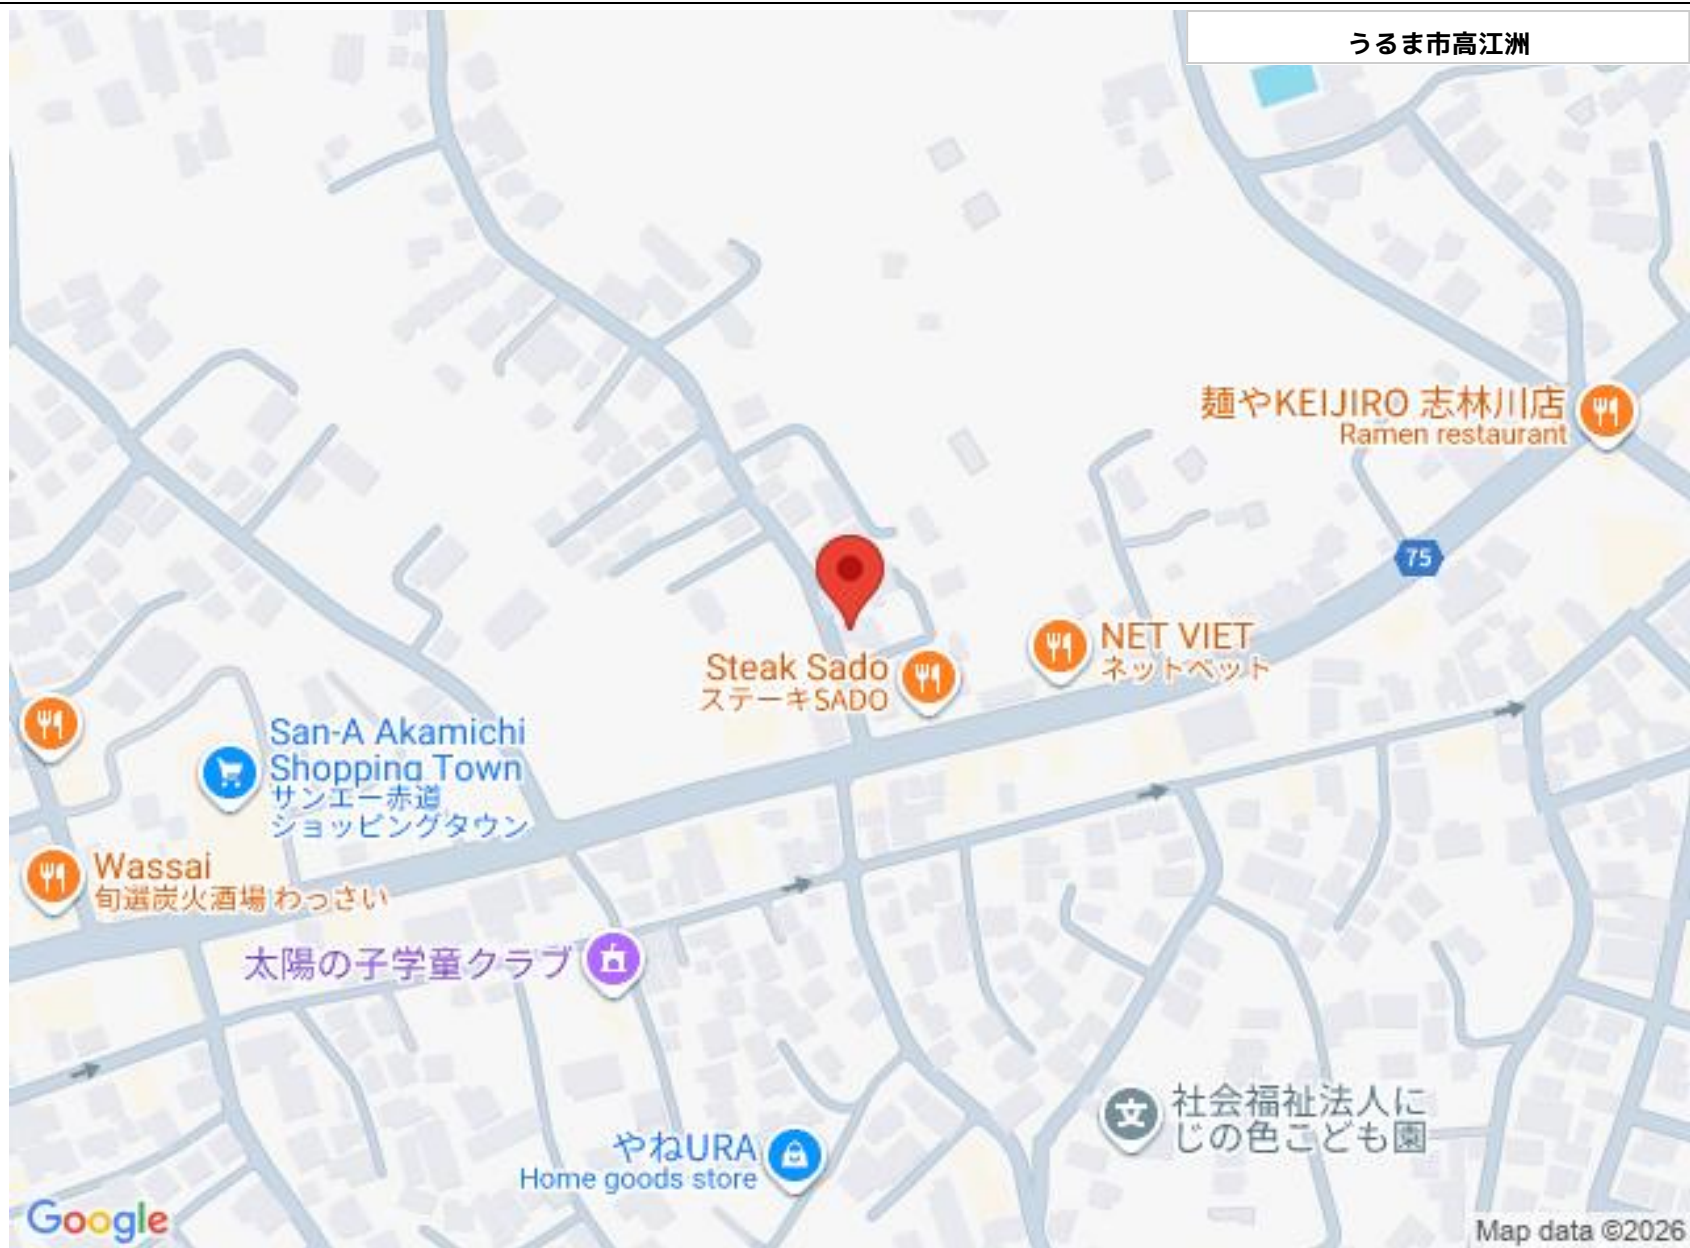 うるま市高江洲
麺やKEIJIRO 志林川店
Ramen restaurant
75
NET VIET
ネットベット
Steak Sado
ステーキSADO
San-A Akamichi
Shopping Town
サンエー赤道
ショッピングタウン
Wassai
旬選炭火酒場 わっさい
太陽の子学童クラブ
社会福祉法人に
じの色こども園
文
やねURA
Home goods store
Google
Map data ©2026